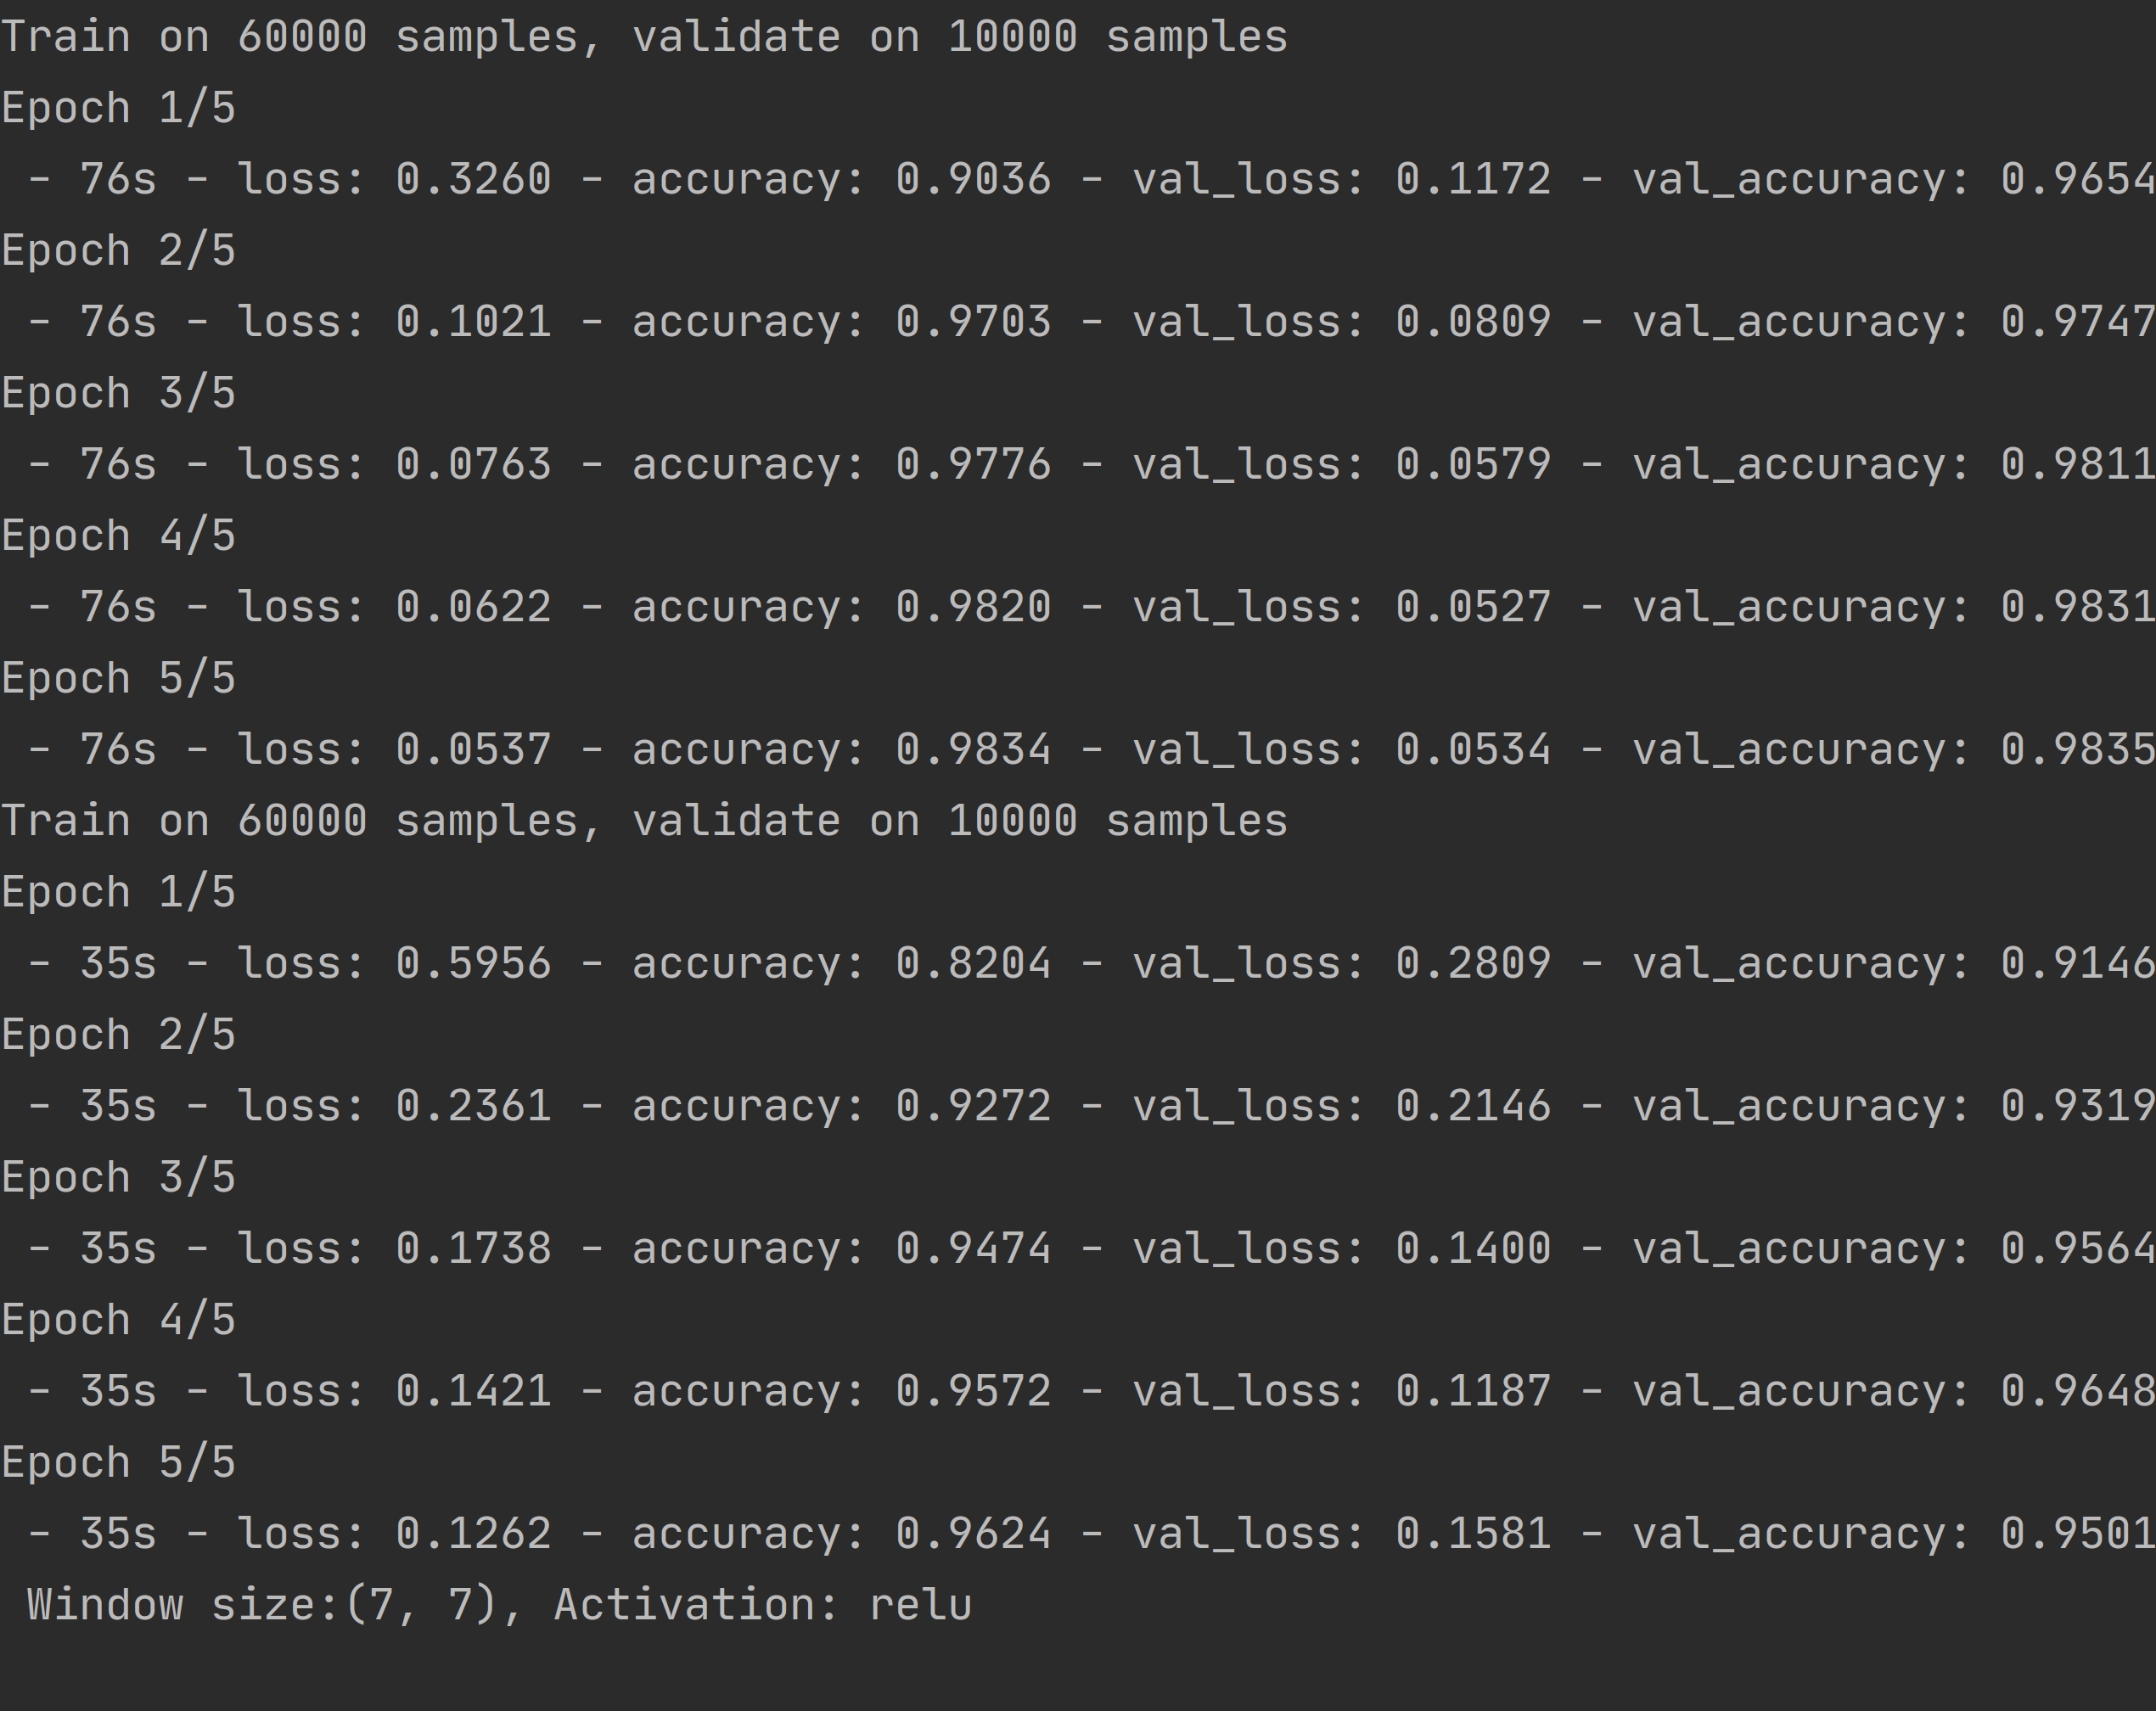 Train on 60000 samples, validate on 10000 samples
Epoch 1/5
 - 76s - loss: 0.3260 - accuracy: 0.9036 - val_loss: 0.1172 - val_accuracy: 0.9654
Epoch 2/5
 - 76s - loss: 0.1021 - accuracy: 0.9703 - val_loss: 0.0809 - val_accuracy: 0.9747
Epoch 3/5
 - 76s - loss: 0.0763 - accuracy: 0.9776 - val_loss: 0.0579 - val_accuracy: 0.9811
Epoch 4/5
 - 76s - loss: 0.0622 - accuracy: 0.9820 - val_loss: 0.0527 - val_accuracy: 0.9831
Epoch 5/5
 - 76s - loss: 0.0537 - accuracy: 0.9834 - val_loss: 0.0534 - val_accuracy: 0.9835
Train on 60000 samples, validate on 10000 samples
Epoch 1/5
 - 35s - loss: 0.5956 - accuracy: 0.8204 - val_loss: 0.2809 - val_accuracy: 0.9146
Epoch 2/5
 - 35s - loss: 0.2361 - accuracy: 0.9272 - val_loss: 0.2146 - val_accuracy: 0.9319
Epoch 3/5
 - 35s - loss: 0.1738 - accuracy: 0.9474 - val_loss: 0.1400 - val_accuracy: 0.9564
Epoch 4/5
 - 35s - loss: 0.1421 - accuracy: 0.9572 - val_loss: 0.1187 - val_accuracy: 0.9648
Epoch 5/5
 - 35s - loss: 0.1262 - accuracy: 0.9624 - val_loss: 0.1581 - val_accuracy: 0.9501
 Window size:(7, 7), Activation: relu